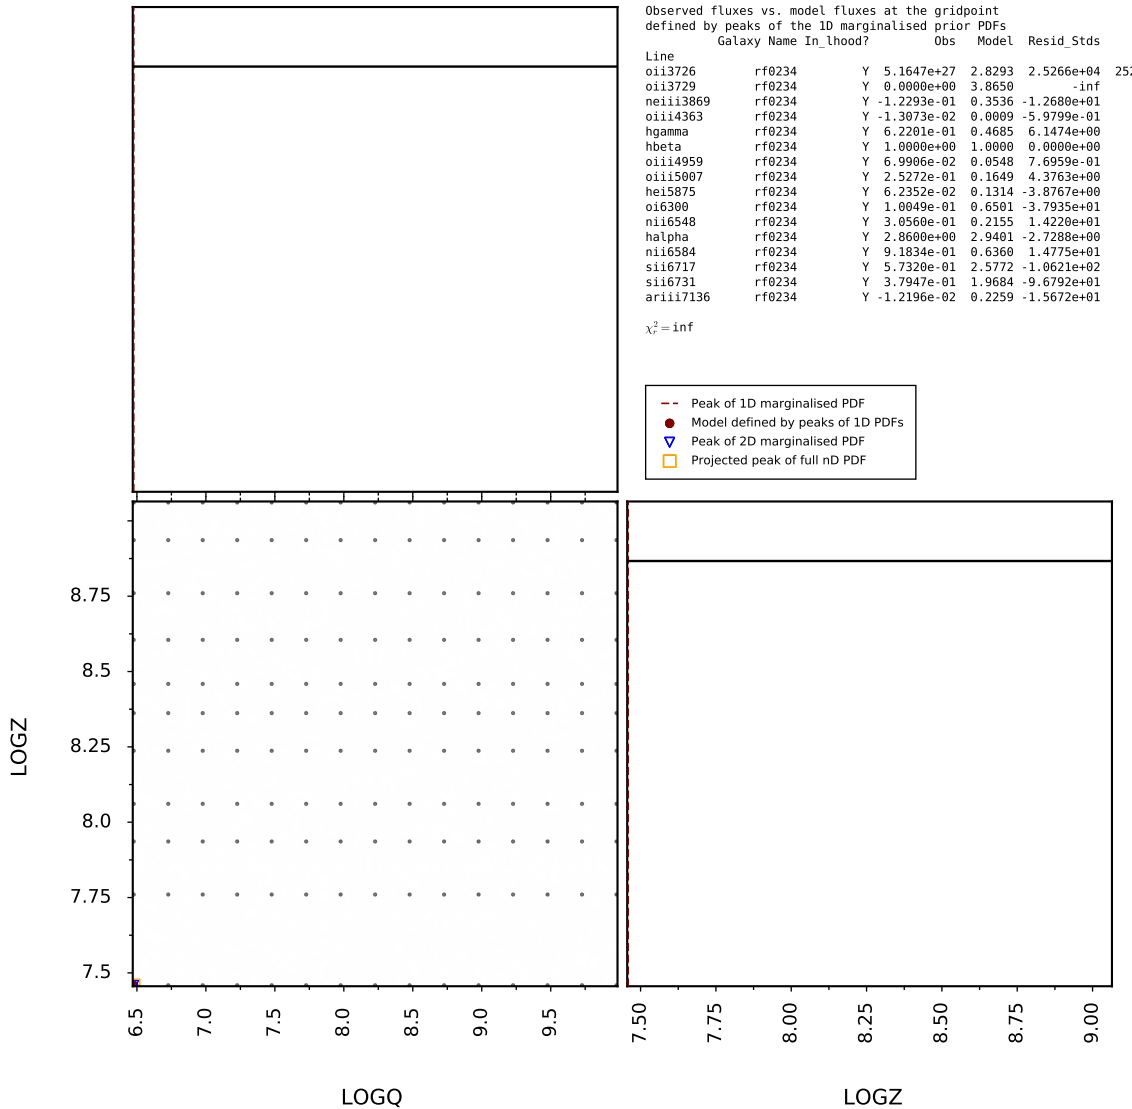 Observed fluxes vs. model fluxes at the gridpoint
defined by peaks of the 1D marginalised prior PDFs
Galaxy Name In_lhood? Obs Model Resid_Stds
Line
oii3726 rf0234 Y 5.1647e+27 2.8293 2.5266e+04 252
oii3729 rf0234 Y 0.0000e+00 3.8650 -inf
neiii3869 rf0234 Y -1.2293e-01 0.3536 -1.2680e+01
oiii4363 rf0234 Y -1.3073e-02 0.0009 -5.9799e-01
hgamma rf0234 Y 6.2201e-01 0.4685 6.1474e+00
hbeta rf0234 Y 1.0000e+00 1.0000 0.0000e+00
oiii4959 rf0234 Y 6.9906e-02 0.0548 7.6959e-01
oiii5007 rf0234 Y 2.5272e-01 0.1649 4.3763e+00
hei5875 rf0234 Y 6.2352e-02 0.1314 -3.8767e+00
oi6300 rf0234 Y 1.0049e-01 0.6501 -3.7935e+01
nii6548 rf0234 Y 3.0560e-01 0.2155 1.4220e+01
halpha rf0234 Y 2.8600e+00 2.9401 -2.7288e+00
nii6584 rf0234 Y 9.1834e-01 0.6360 1.4775e+01
sii6717 rf0234 Y 5.7320e-01 2.5772 -1.0621e+02
sii6731 rf0234 Y 3.7947e-01 1.9684 -9.6792e+01
ariii7136 rf0234 Y -1.2196e-02 0.2259 -1.5672e+01
χ²ᵣ = inf
Peak of 1D marginalised PDF
Model defined by peaks of 1D PDFs
Peak of 2D marginalised PDF
Projected peak of full nD PDF
8.75
8.5
8.25
8.0
7.75
7.5
LOGZ
6.5 7.0 7.5 8.0 8.5 9.0 9.5
LOGQ
7.50 7.75 8.00 8.25 8.50 8.75 9.00
LOGZ